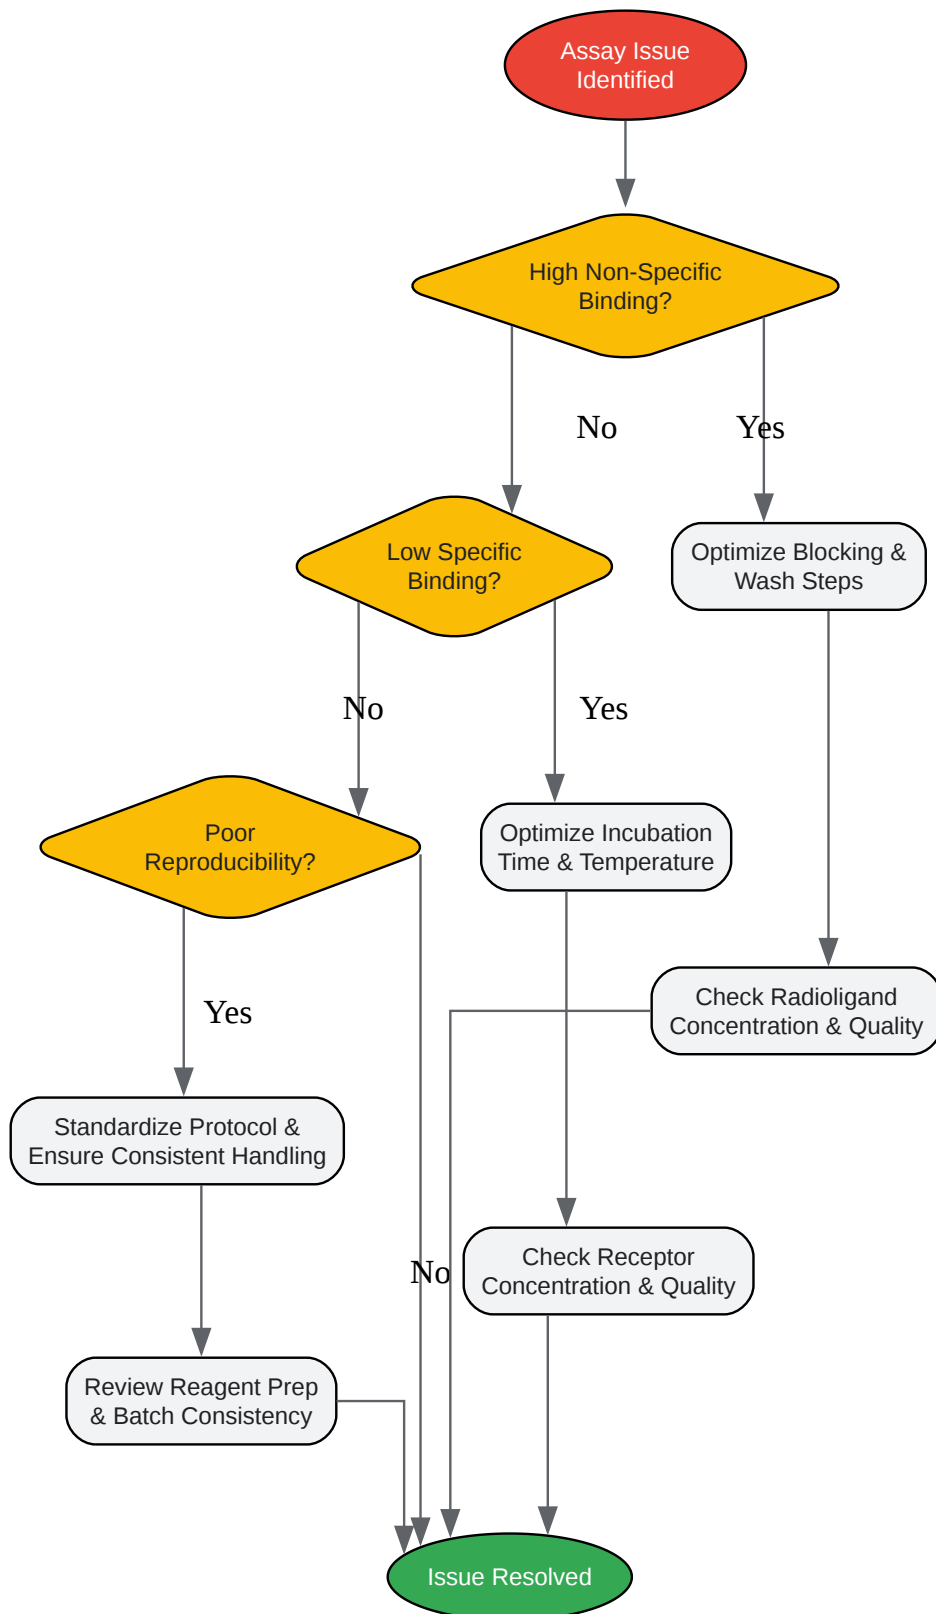 Assay Issue
Identified
High Non-Specific
Binding?
No
Yes
Low Specific
Binding?
Optimize Blocking &
Wash Steps
No
Yes
Poor
Reproducibility?
Optimize Incubation
Time & Temperature
Yes
Check Radioligand
Concentration & Quality
Standardize Protocol &
Ensure Consistent Handling
No
Check Receptor
Concentration & Quality
Review Reagent Prep
& Batch Consistency
Issue Resolved